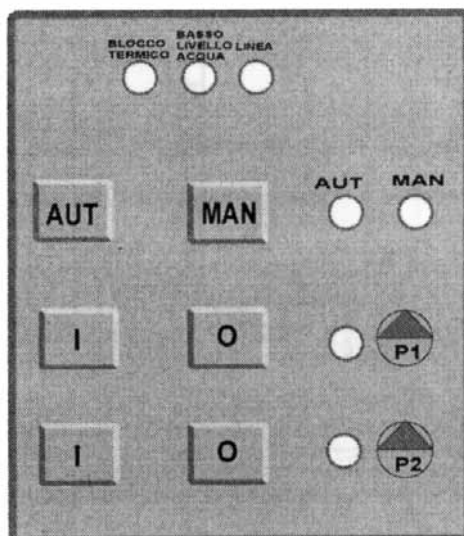 BLOCCO TERMICO
BASSO LIVELLO ACQUA
LINEA
AUT MAN
AUT MAN
I O
P1
I O
P2